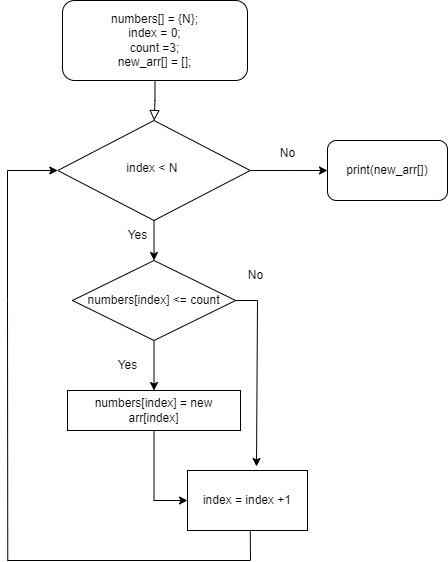 numbers[] = {N};
index = 0;
count =3;
new_arr[] = [];
index < N
No
print(new_arr[])
Yes
numbers[index] <= count
No
Yes
numbers[index] = new
arr[index]
index = index +1